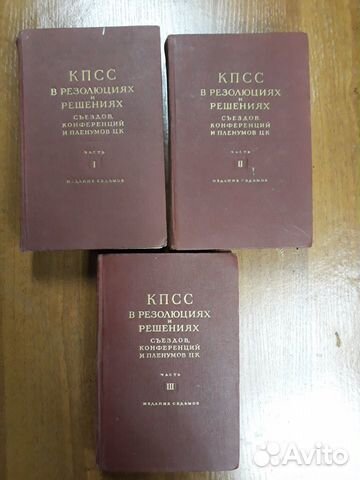 КПСС
В РЕЗОЛЮЦИЯХ
И
РЕШЕНИЯХ
СЪЕЗДОВ,
КОНФЕРЕНЦИЙ
И ПЛЕНУМОВ ЦК
ЧАСТЬ
I
ИЗДАНИЕ СЕДЬМОЕ
КПСС
В РЕЗОЛЮЦИЯХ
И
РЕШЕНИЯХ
СЪЕЗДОВ,
КОНФЕРЕНЦИЙ
И ПЛЕНУМОВ ЦК
ЧАСТЬ
II
ИЗДАНИЕ СЕДЬМОЕ
КПСС
В РЕЗОЛЮЦИЯХ
И
РЕШЕНИЯХ
СЪЕЗДОВ,
КОНФЕРЕНЦИЙ
И ПЛЕНУМОВ ЦК
ЧАСТЬ
III
ИЗДАНИЕ СЕДЬМОЕ
Avito